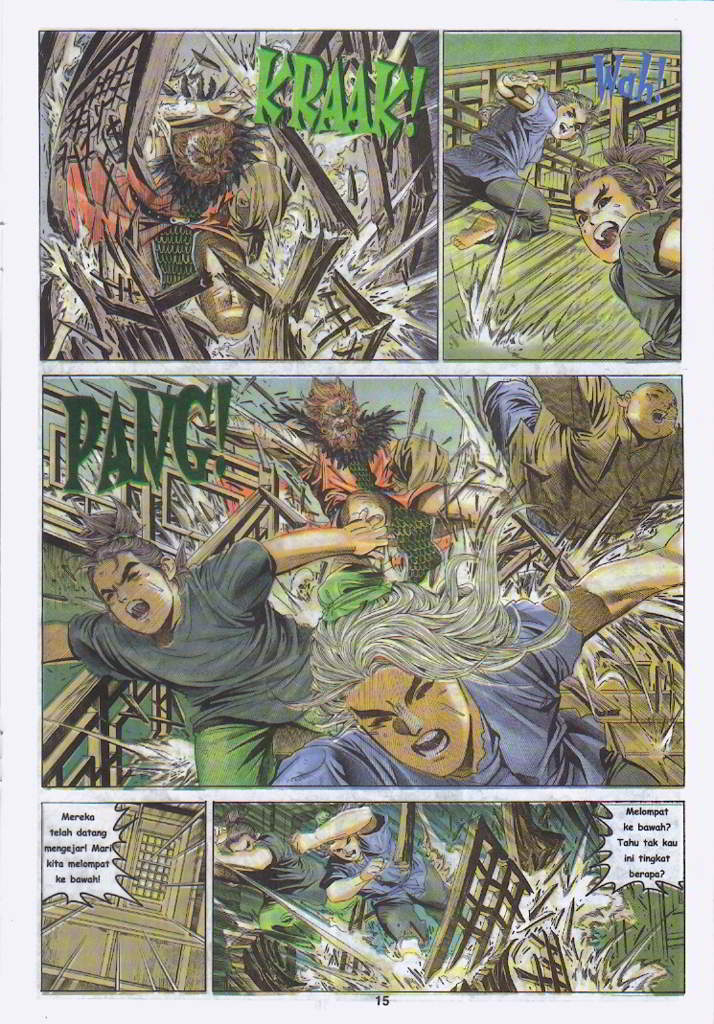 KRAAK!
Wah!
PANG!
Mereka
telah datang
mengejar! Mari
kita melompat
ke bawah!
Melompat
ke bawah?
Tahu tak kau
ini tingkat
berapa?
15